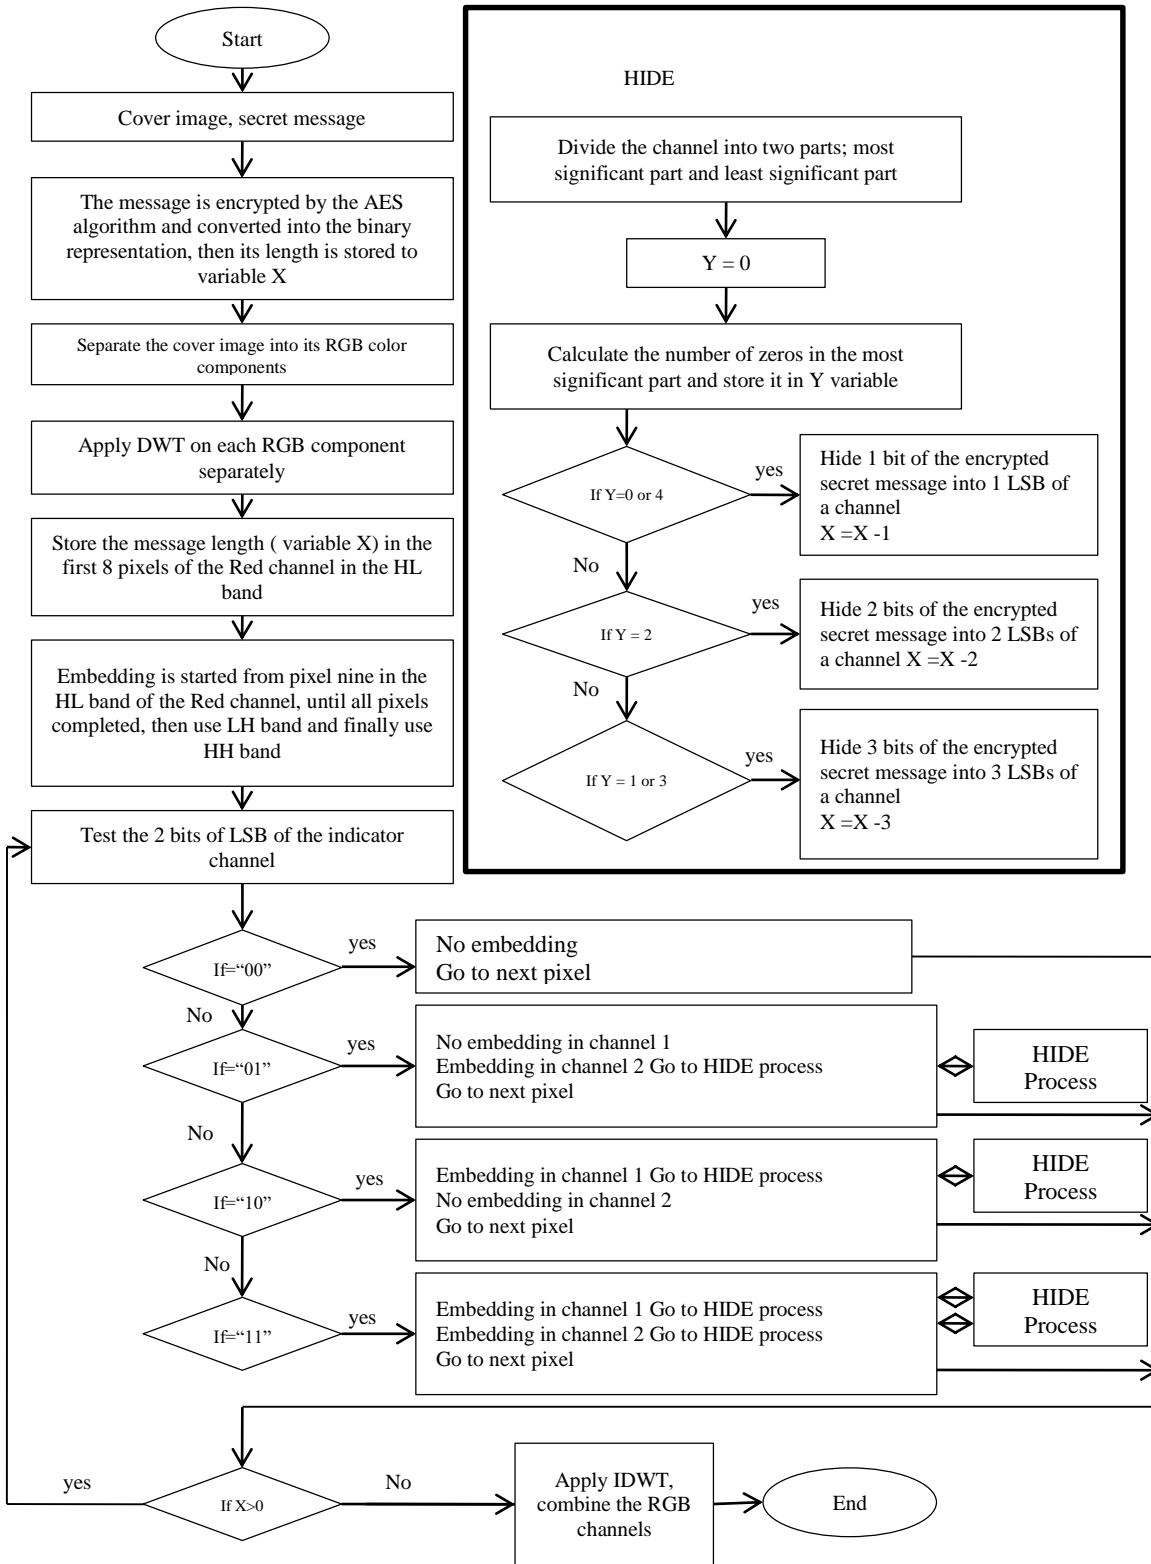 Start
Cover image, secret message
The message is encrypted by the AES
algorithm and converted into the binary
representation, then its length is stored to
variable X
Separate the cover image into its RGB color
components
Apply DWT on each RGB component
separately
Store the message length ( variable X) in the
first 8 pixels of the Red channel in the HL
band
Embedding is started from pixel nine in the
HL band of the Red channel, until all pixels
completed, then use LH band and finally use
HH band
Test the 2 bits of LSB of the indicator
channel
HIDE
Divide the channel into two parts; most
significant part and least significant part
Y = 0
Calculate the number of zeros in the most
significant part and store it in Y variable
If Y=0 or 4
yes
Hide 1 bit of the encrypted
secret message into 1 LSB of
a channel
X =X -1
No
If Y = 2
yes
Hide 2 bits of the encrypted
secret message into 2 LSBs of
a channel X =X -2
No
If Y = 1 or 3
yes
Hide 3 bits of the encrypted
secret message into 3 LSBs of
a channel
X =X -3
If=“00”
yes
No embedding
Go to next pixel
No
If=“01”
yes
No embedding in channel 1
Embedding in channel 2 Go to HIDE process
Go to next pixel
HIDE
Process
No
If=“10”
yes
Embedding in channel 1 Go to HIDE process
No embedding in channel 2
Go to next pixel
HIDE
Process
No
If=“11”
yes
Embedding in channel 1 Go to HIDE process
Embedding in channel 2 Go to HIDE process
Go to next pixel
HIDE
Process
If X>0
yes
No
Apply IDWT,
combine the RGB
channels
End